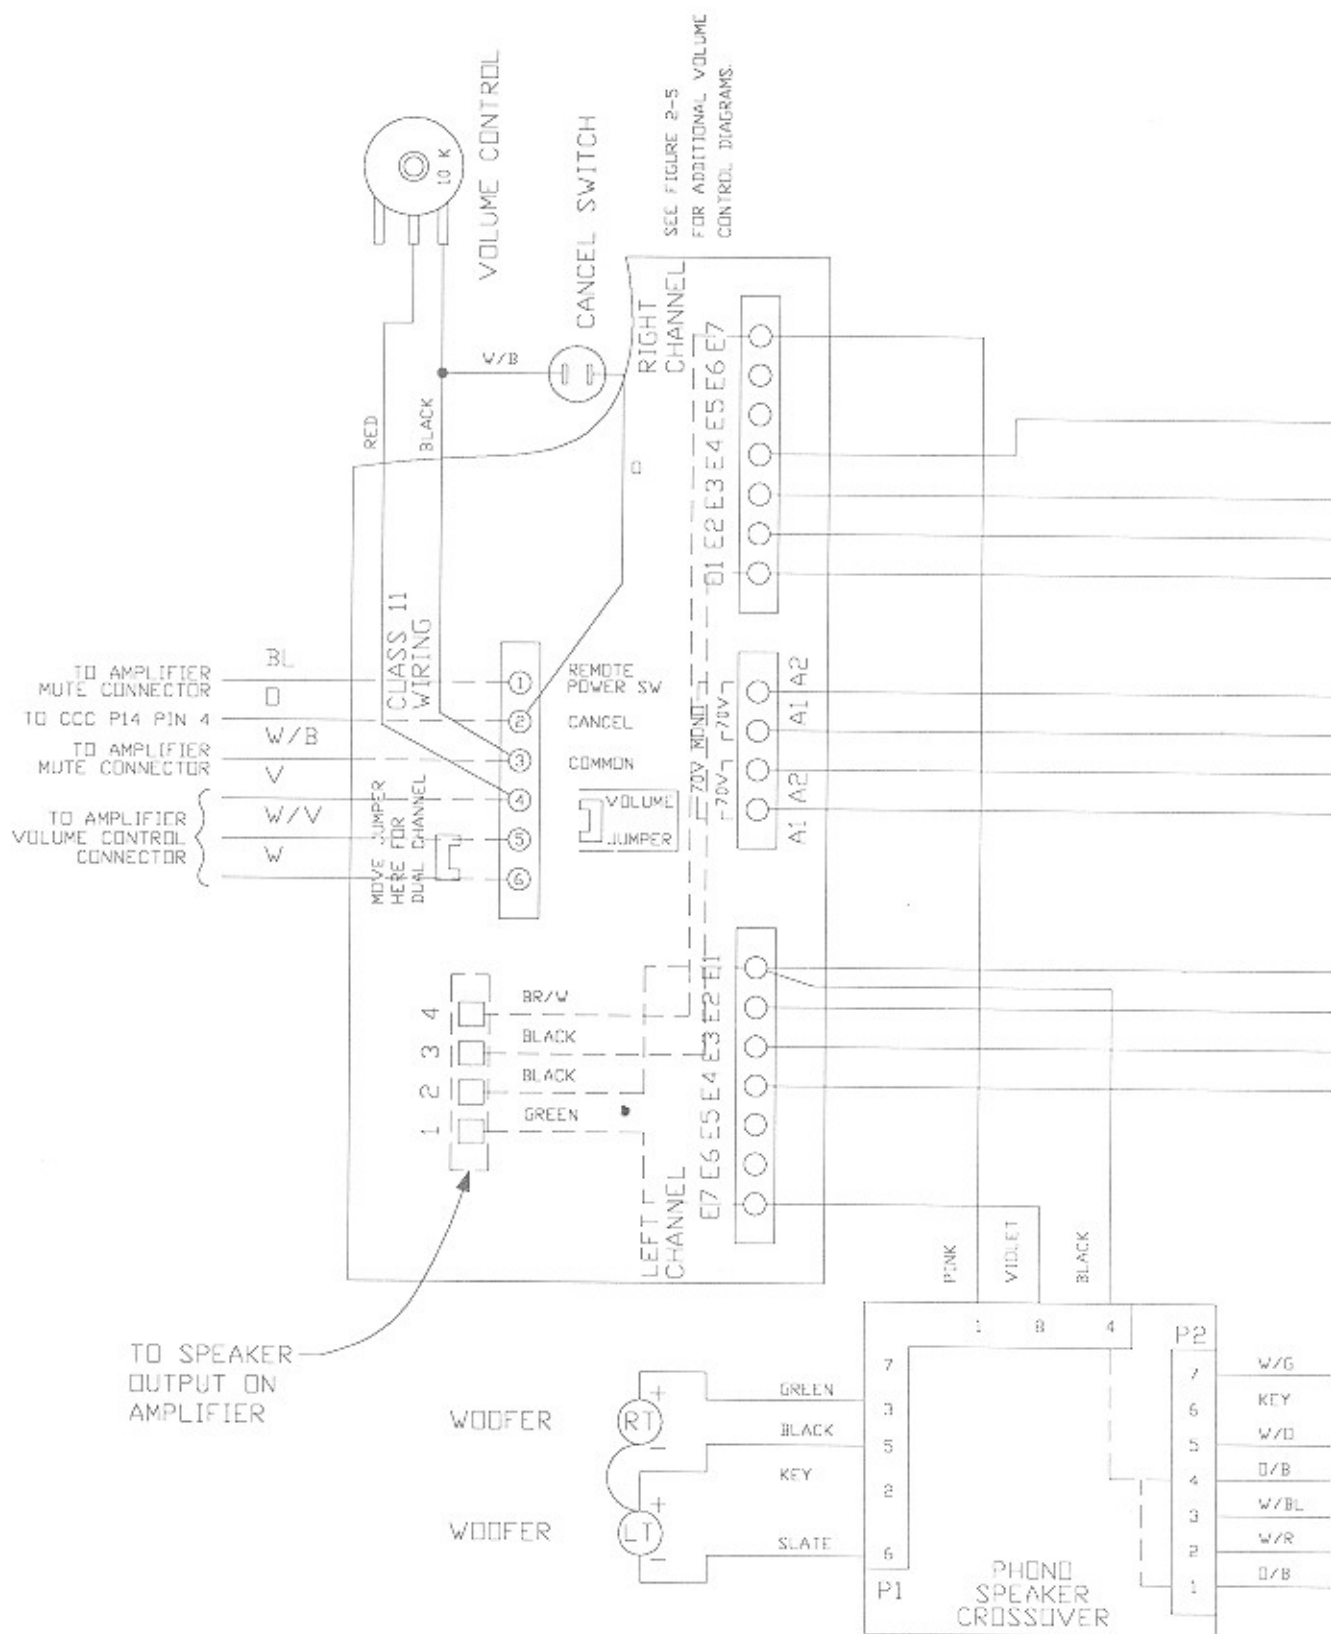 10 K
VOLUME CONTROL
CANCEL SWITCH
SEE FIGURE 2-5
FOR ADDITIONAL VOLUME
CONTROL DIAGRAMS.
W/B
RED
BLACK
RIGHT
CHANNEL
E7
E6
E5
E4
E3
E2
O
CLASS 11
WIRING
TO AMPLIFIER
MUTE CONNECTOR
BL
TO CCC P14 PIN 4
O
TO AMPLIFIER
MUTE CONNECTOR
W/B
TO AMPLIFIER
VOLUME CONTROL
CONNECTOR
V
W/V
W
1
2
3
4
5
6
REMOTE
POWER SW
CANCEL
COMMON
VOLUME
JUMPER
MOVE JUMPER
HERE FOR
DUAL CHANNEL
70V MONO
70V
70V
A1 A2
A1 A2
4
3
2
1
BR/W
BLACK
BLACK
GREEN
E1
E2
E3
E4
E5
E6
E7
LEFT
CHANNEL
TO SPEAKER
OUTPUT ON
AMPLIFIER
PINK
VIOLET
BLACK
1 8 4
P2
7 W/G
6 KEY
5 W/O
4 O/B
3 W/BL
2 W/R
1 O/B
7
3
5
2
6
P1
GREEN
BLACK
KEY
SLATE
WOOFER
+
RT
-
WOOFER
+
LT
-
PHONO
SPEAKER
CROSSOVER